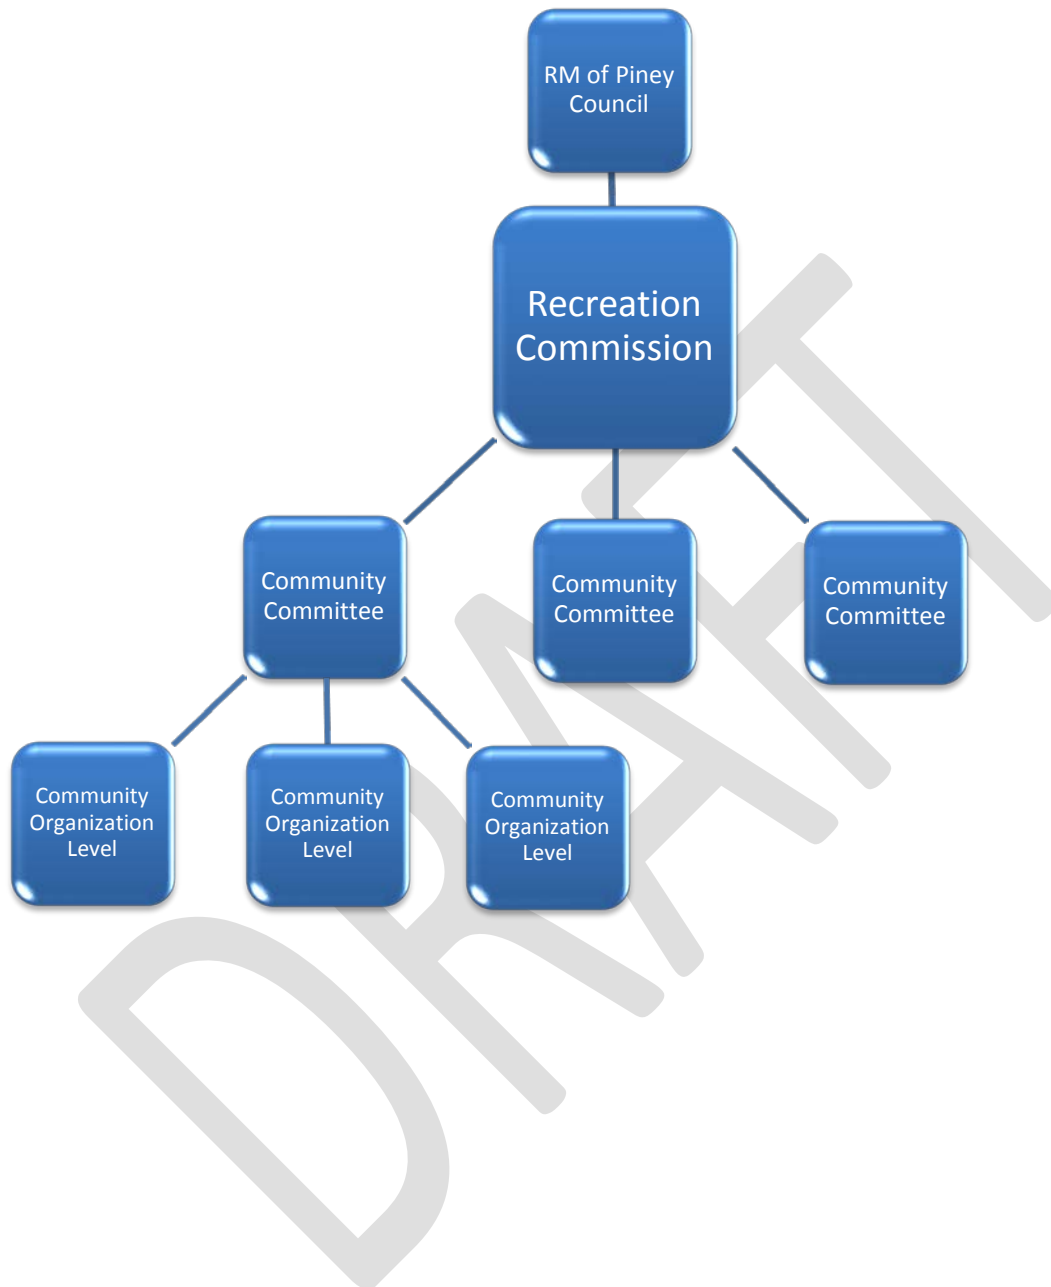 RM of Piney
Council
Recreation
Commission
Community
Committee
Community
Committee
Community
Committee
Community
Organization
Level
Community
Organization
Level
Community
Organization
Level
DRAFT